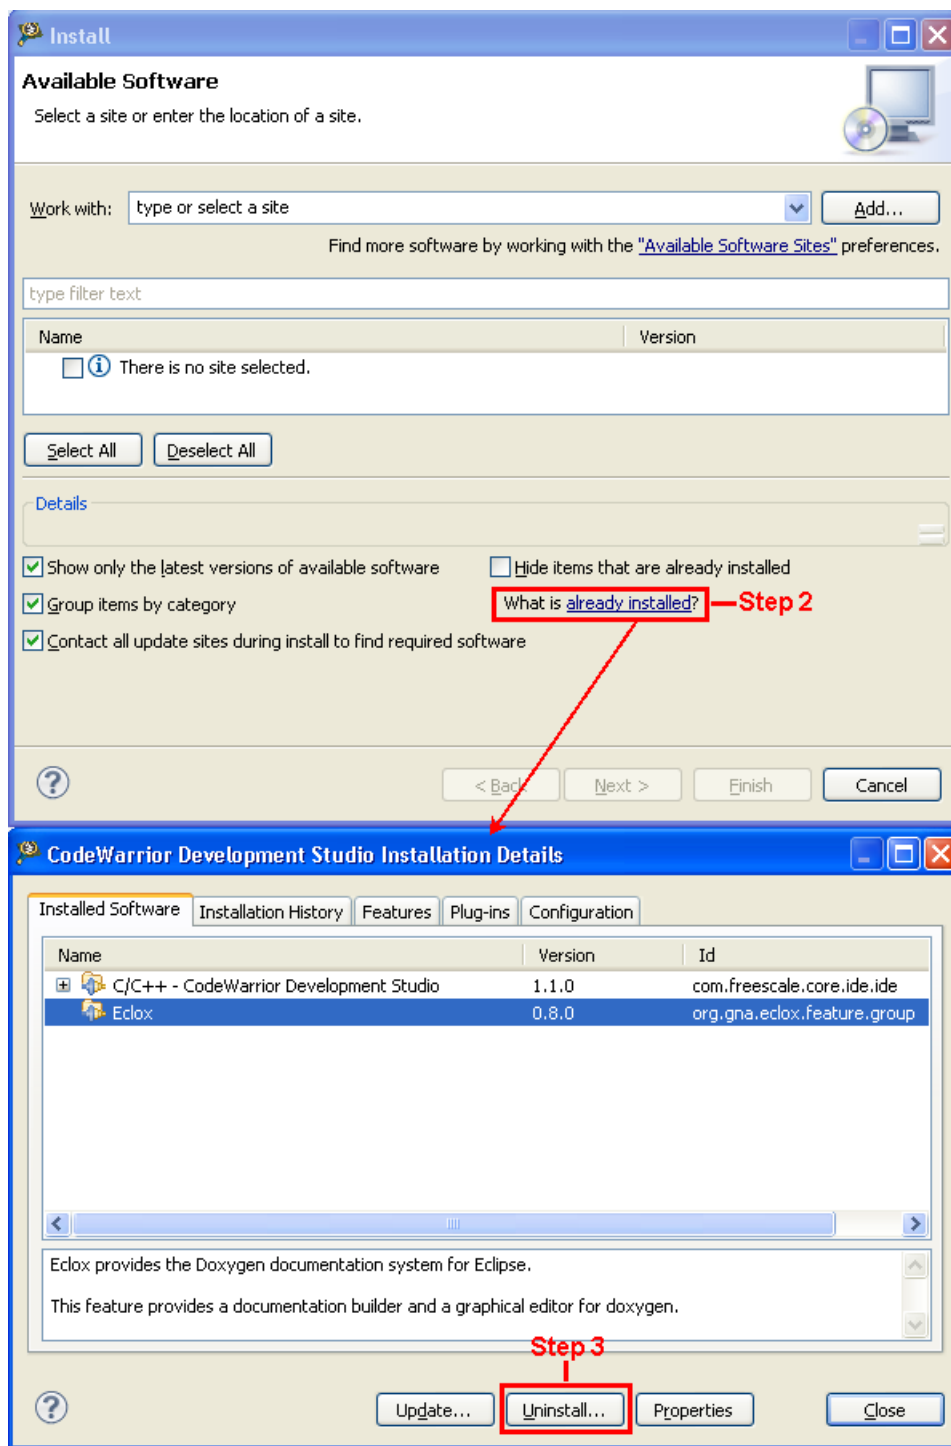 Install
Available Software
Select a site or enter the location of a site.
Work with: type or select a site Add...
Find more software by working with the "Available Software Sites" preferences.
type filter text
Name Version
There is no site selected.
Select All Deselect All
Details
Show only the latest versions of available software Hide items that are already installed
Group items by category What is already installed? Step 2
Contact all update sites during install to find required software
< Back Next > Finish Cancel
CodeWarrior Development Studio Installation Details
Installed Software Installation History Features Plug-ins Configuration
Name Version Id
C/C++ - CodeWarrior Development Studio 1.1.0 com.freescale.core.ide.ide
Eclox 0.8.0 org.gna.eclox.feature.group
Eclox provides the Doxygen documentation system for Eclipse.
This feature provides a documentation builder and a graphical editor for doxygen.
Step 3
Update... Uninstall... Properties Close